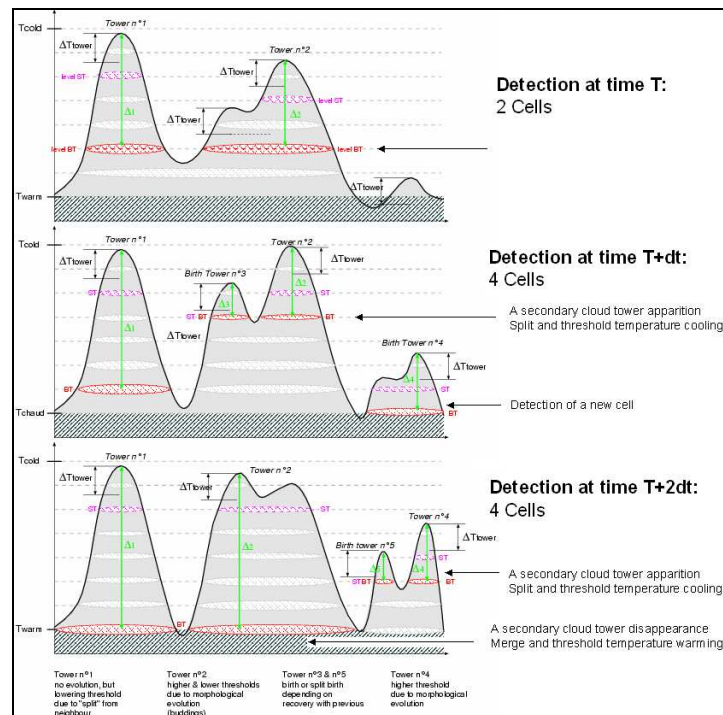 Tcold
Tower n°1
ΔTtower
level ST
Δ1
level BT
Tower n°2
ΔTtower
level ST
ΔTtower
Δ2
level BT
ΔTtower
Twarm
Detection at time T:
2 Cells
Tcold
Tower n°1
ΔTtower
ST
Δ1
BT
Birth Tower n°3
ΔTtower
Δ3
ST BT
Tower n°2
ΔTtower
ST
Δ2
BT
Birth Tower n°4
ΔTtower
Δ4
ST
BT
Tchaud
Detection at time T+dt:
4 Cells
A secondary cloud tower apparition
Split and threshold temperature cooling
Detection of a new cell
Tcold
Tower n°1
ΔTtower
ST
Δ1
BT
Tower n°2
ΔTtower
ST
Δ2
Birth tower n°5
ΔTtower
ST BT
Tower n°4
ΔTtower
ST
Δ4
BT
Twarm
Detection at time T+2dt:
4 Cells
A secondary cloud tower apparition
Split and threshold temperature cooling
A secondary cloud tower disappearance
Merge and threshold temperature warming
Tower n°1
no evolution, but
lowering threshold
due to "split" from
neighbour
Tower n°2
higher & lower thresholds
due to morphological
evolution
(buddings)
Tower n°3 & n°5
birth or split birth
depending on
recovery with previous
Tower n°4
higher threshold
due to morphological
evolution